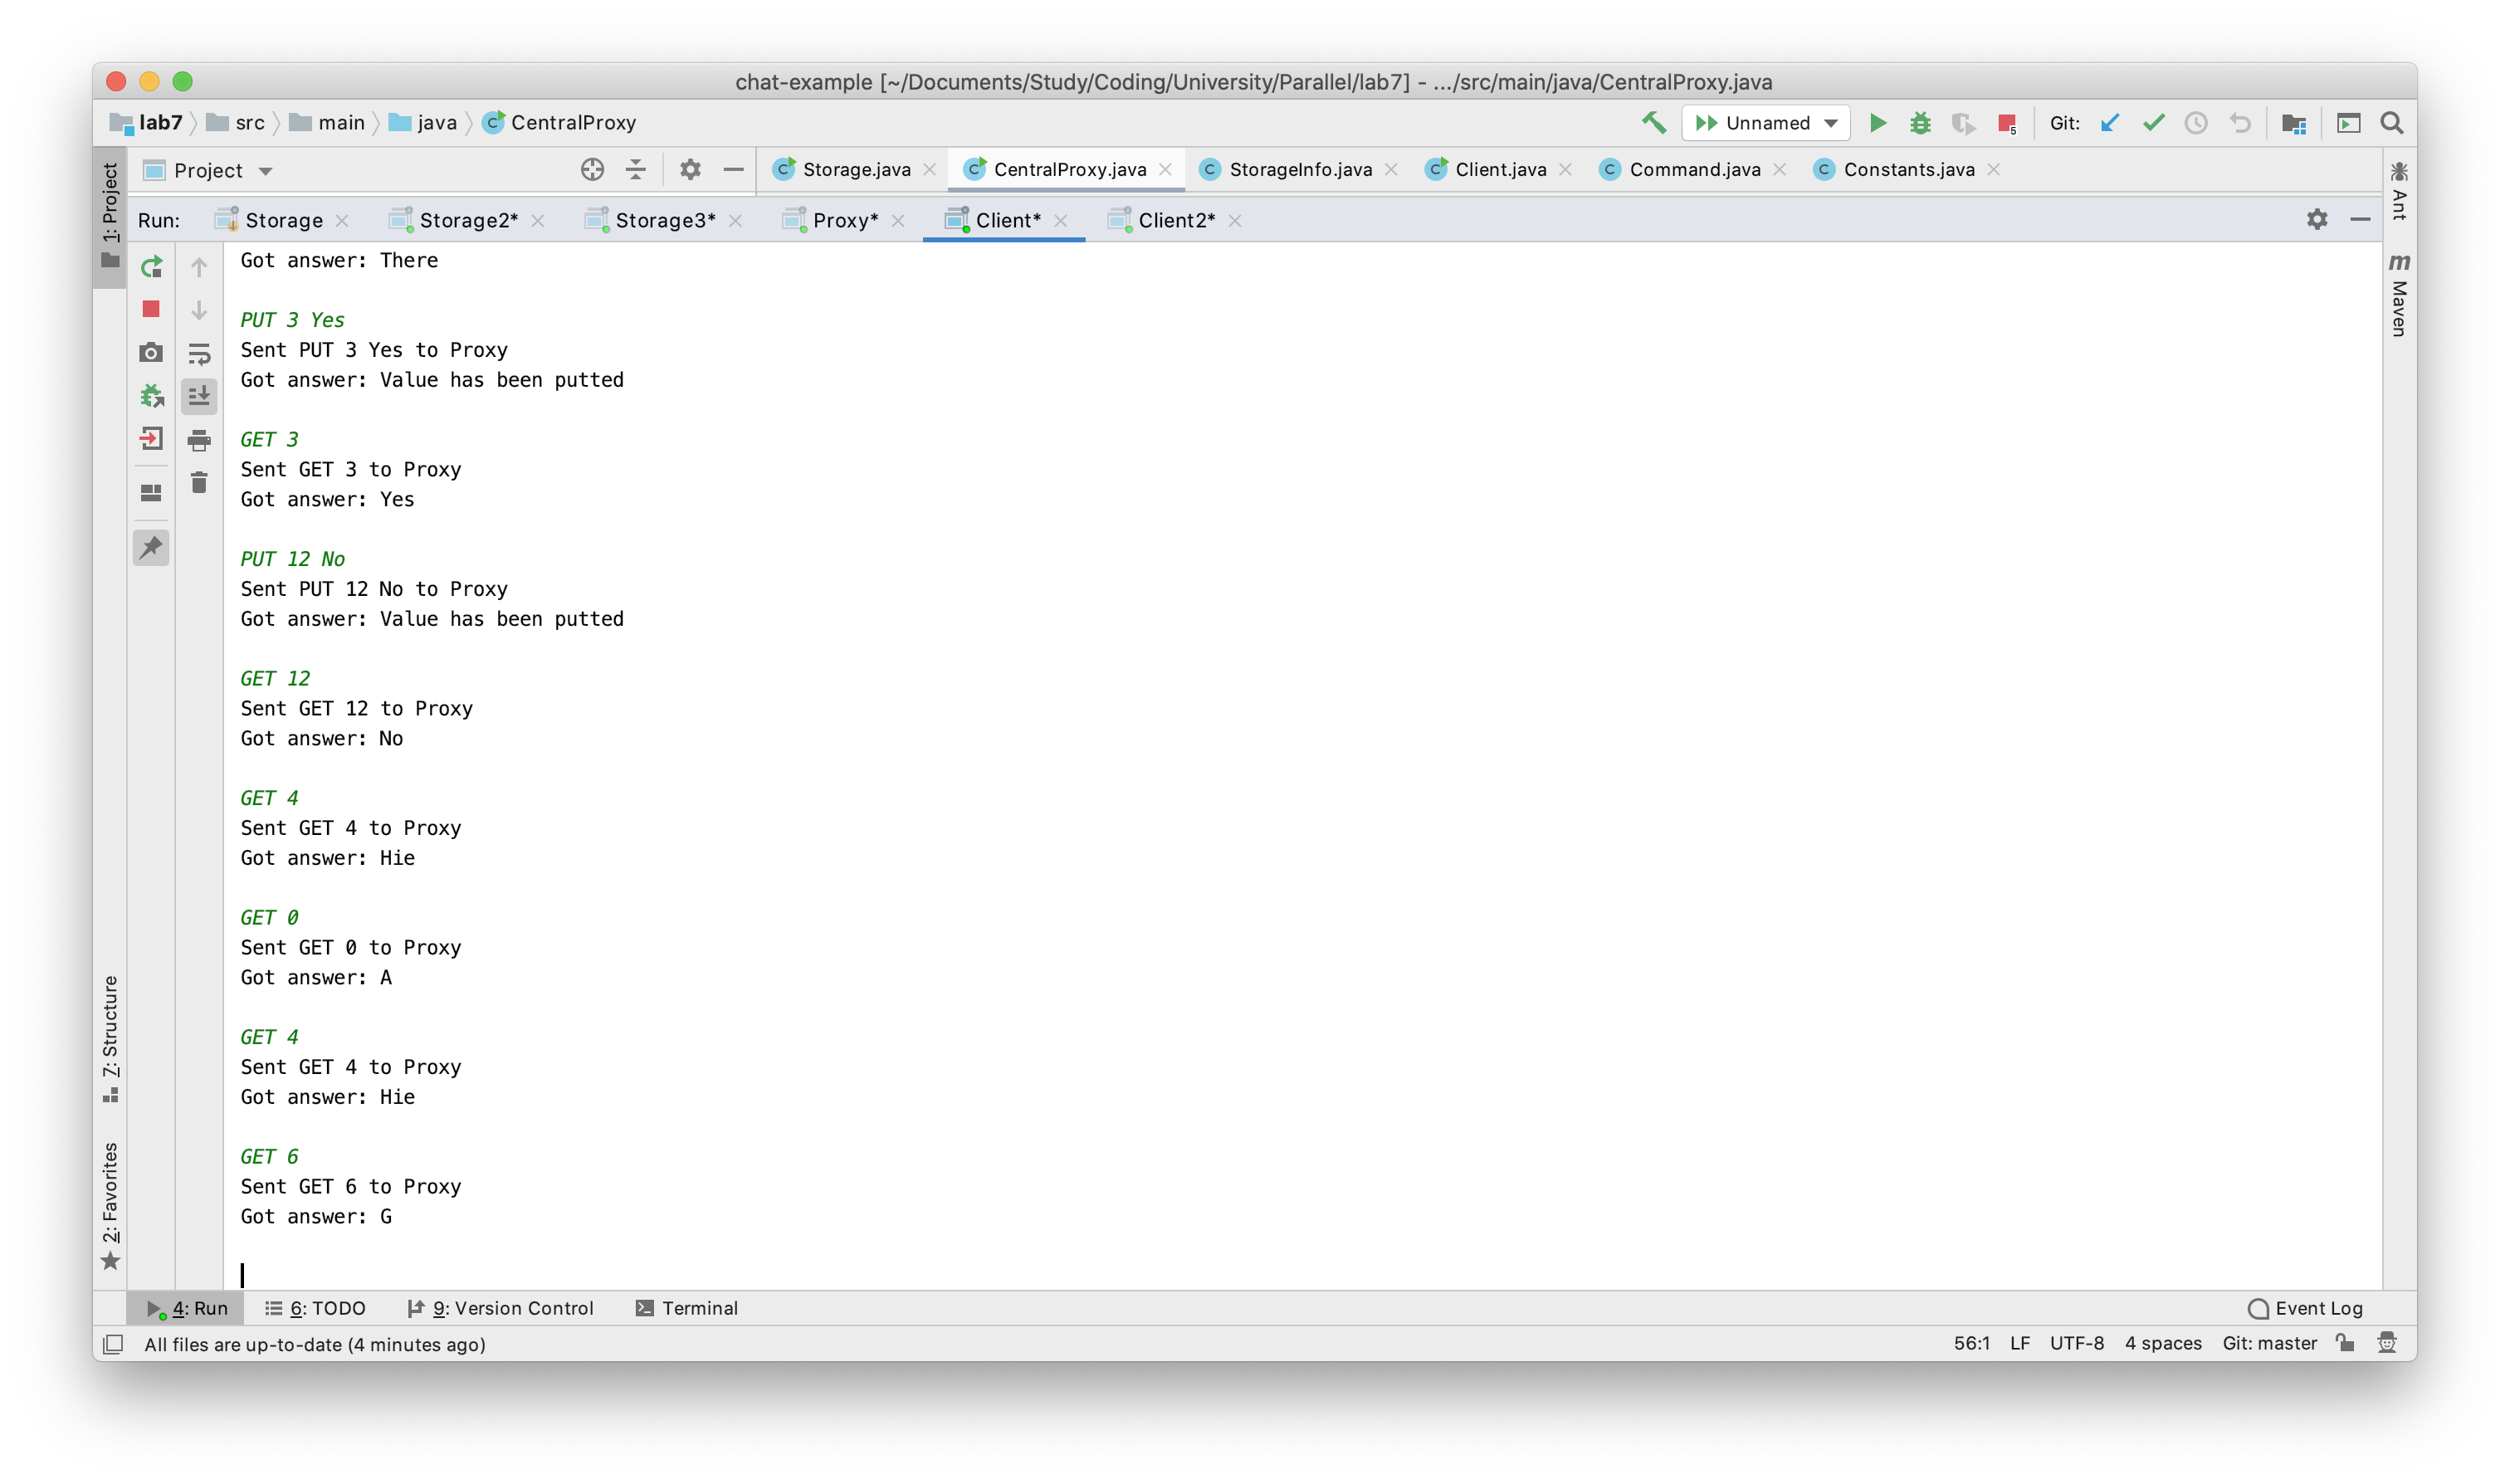 chat-example [~/Documents/Study/Coding/University/Parallel/lab7] - .../src/main/java/CentralProxy.java
lab7 src main java CentralProxy Unnamed 5 Git:
Project Storage.java CentralProxy.java StorageInfo.java Client.java Command.java Constants.java
Run: Storage Storage2* Storage3* Proxy* Client* Client2*
1: Project
7: Structure
2: Favorites
Ant
m Maven
Got answer: There
PUT 3 Yes
Sent PUT 3 Yes to Proxy
Got answer: Value has been putted
GET 3
Sent GET 3 to Proxy
Got answer: Yes
PUT 12 No
Sent PUT 12 No to Proxy
Got answer: Value has been putted
GET 12
Sent GET 12 to Proxy
Got answer: No
GET 4
Sent GET 4 to Proxy
Got answer: Hie
GET 0
Sent GET 0 to Proxy
Got answer: A
GET 4
Sent GET 4 to Proxy
Got answer: Hie
GET 6
Sent GET 6 to Proxy
Got answer: G
4: Run 6: TODO 9: Version Control Terminal Event Log
All files are up-to-date (4 minutes ago) 56:1 LF UTF-8 4 spaces Git: master